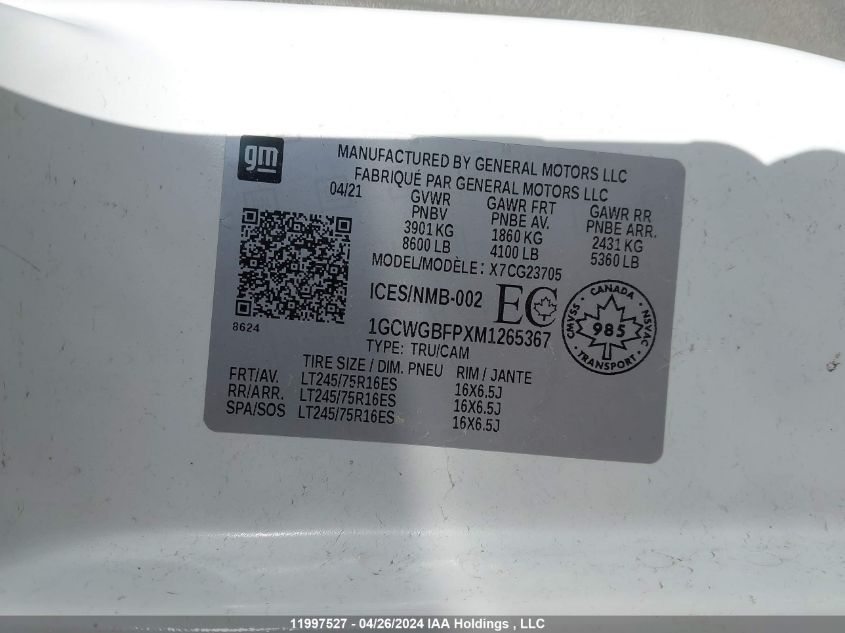 gm
MANUFACTURED BY GENERAL MOTORS LLC
FABRIQUÉ PAR GENERAL MOTORS LLC
04/21
GVWR GAWR FRT GAWR RR
PNBV PNBE AV. PNBE ARR.
3901 KG 1860 KG 2431 KG
8600 LB 4100 LB 5360 LB
MODEL/MODÈLE: X7CG23705
ICES/NMB-002 EC
8624
1GCWGBFPXM1265367
TYPE: TRU/CAM
CANADA
CMVSS 985 NSVAC
TRANSPORT
TIRE SIZE / DIM. PNEU RIM / JANTE
FRT/AV. LT245/75R16ES 16X6.5J
RR/ARR. LT245/75R16ES 16X6.5J
SPA/SOS LT245/75R16ES 16X6.5J
11997527 - 04/26/2024 IAA Holdings , LLC